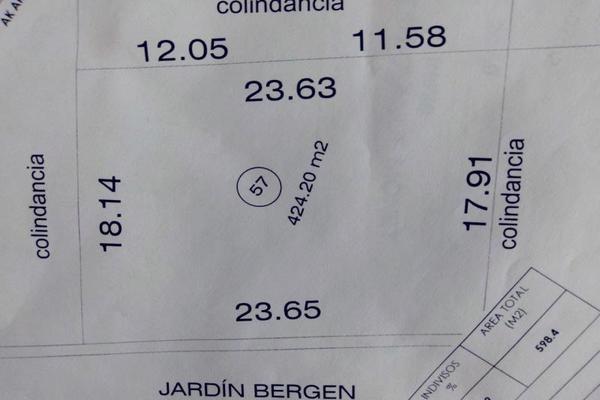 AK
colindancia
12.05
11.58
23.63
colindancia
18.14
57
424.20 m2
17.91
colindancia
23.65
JARDÍN BERGEN
INDIVISOS
%
AREA TOTAL
(M2)
598.4